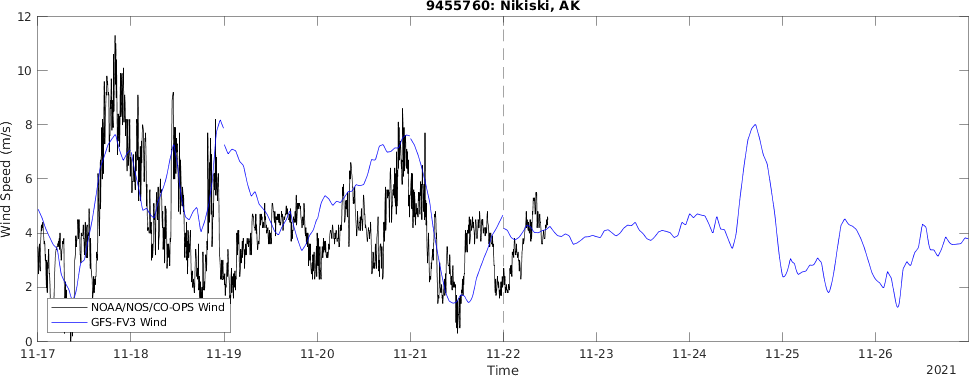 9455760: Nikiski, AK
12
10
8
6
4
2
0
Wind Speed (m/s)
NOAA/NOS/CO-OPS Wind
GFS-FV3 Wind
11-17 11-18 11-19 11-20 11-21 11-22 11-23 11-24 11-25 11-26
Time
2021